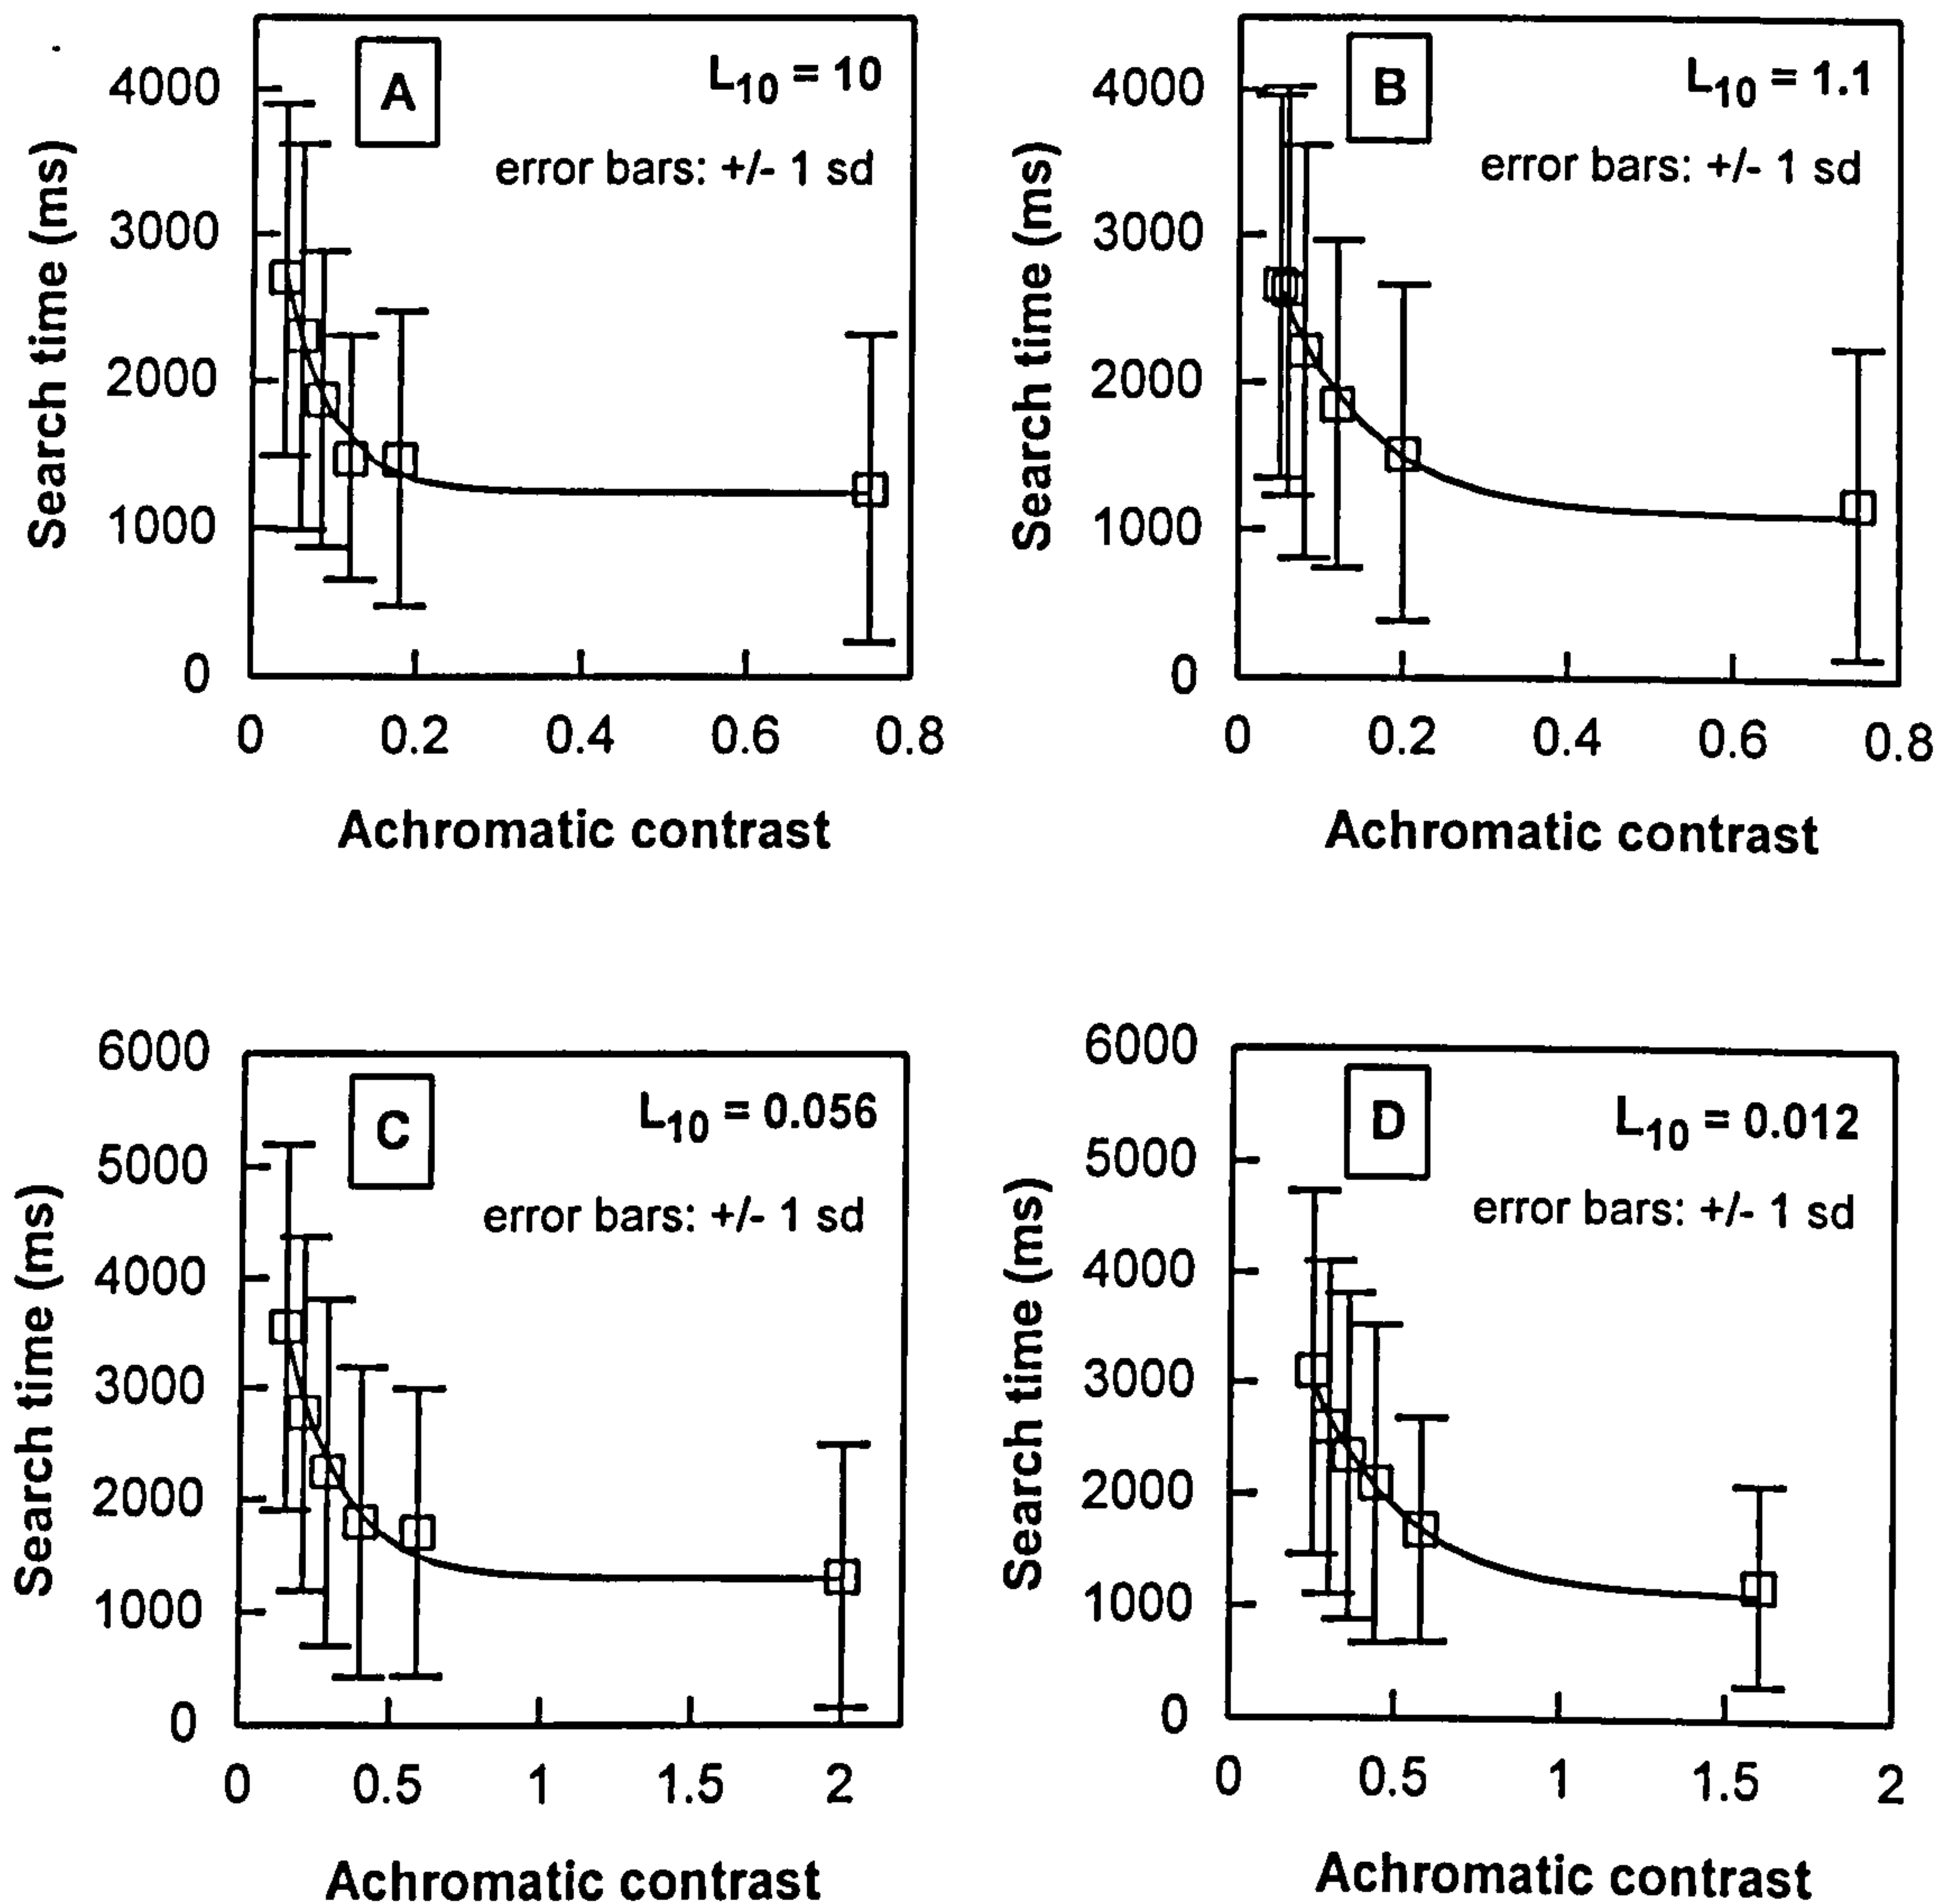 A
L10 = 10
error bars: +/- 1 sd
Search time (ms)
4000
3000
2000
1000
0
0 0.2 0.4 0.6 0.8
Achromatic contrast
B
L10 = 1.1
error bars: +/- 1 sd
Search time (ms)
4000
3000
2000
1000
0
0 0.2 0.4 0.6 0.8
Achromatic contrast
C
L10 = 0.056
error bars: +/- 1 sd
Search time (ms)
6000
5000
4000
3000
2000
1000
0
0 0.5 1 1.5 2
Achromatic contrast
D
L10 = 0.012
error bars: +/- 1 sd
Search time (ms)
6000
5000
4000
3000
2000
1000
0
0 0.5 1 1.5 2
Achromatic contrast